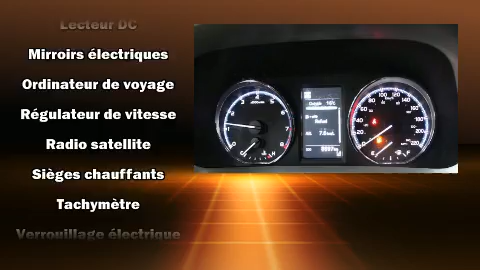 Lecteur DC
Mirroirs électriques
Ordinateur de voyage
Régulateur de vitesse
Radio satellite
Sièges chauffants
Tachymètre
Verrouillage électrique